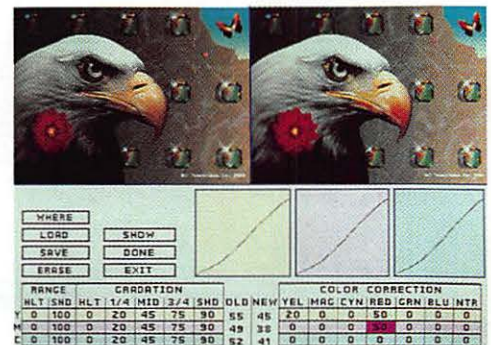 WHERE
LOAD SHOW
SAVE DONE
ERASE EXIT
RANGE GRADATION COLOR CORRECTION
HLT SHD HLT 1/4 MID 3/4 SHD OLD NEW YEL MAG CYN RED GRN BLU NTR
Y 0 100 0 20 45 75 90 55 45 20 0 0 50 0 0 0
M 0 100 0 20 45 75 90 49 38 0 0 0 50 0 0 0
C 0 100 0 20 45 75 90 52 41 0 0 0 0 0 0 0